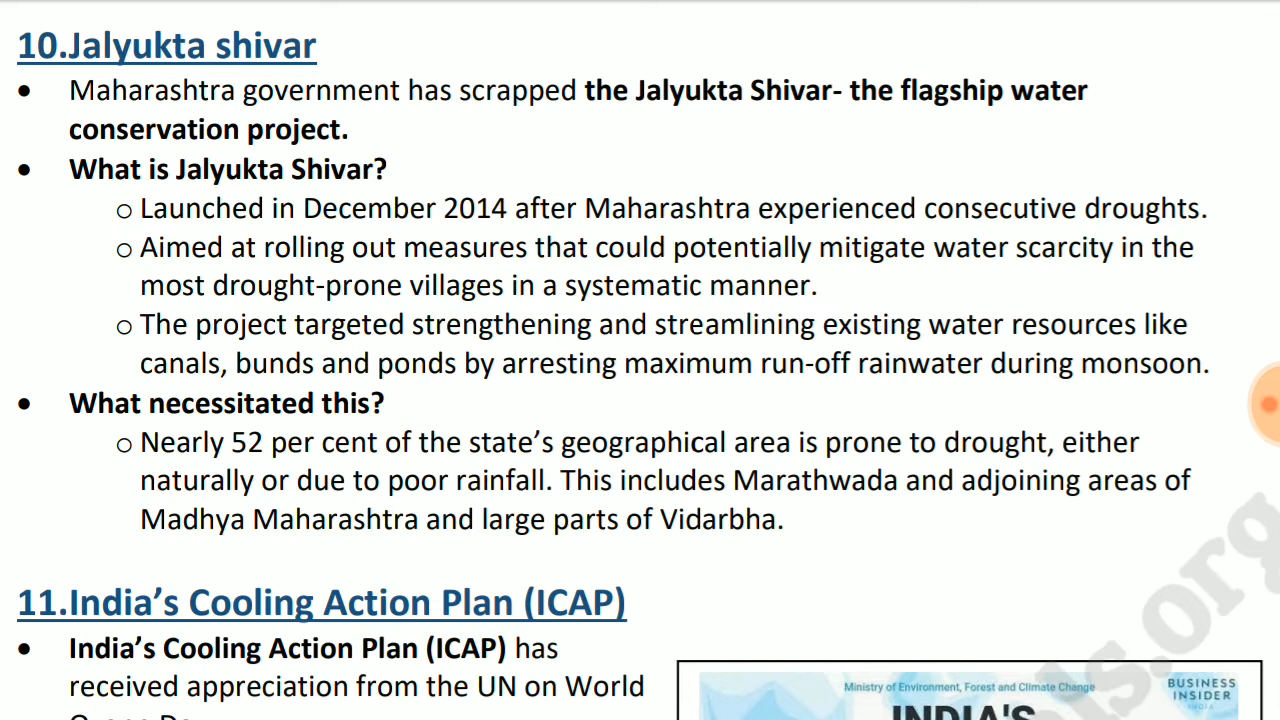 10.Jalyukta shivar
• Maharashtra government has scrapped the Jalyukta Shivar- the flagship water
conservation project.
• What is Jalyukta Shivar?
o Launched in December 2014 after Maharashtra experienced consecutive droughts.
o Aimed at rolling out measures that could potentially mitigate water scarcity in the
most drought-prone villages in a systematic manner.
o The project targeted strengthening and streamlining existing water resources like
canals, bunds and ponds by arresting maximum run-off rainwater during monsoon.
• What necessitated this?
o Nearly 52 per cent of the state’s geographical area is prone to drought, either
naturally or due to poor rainfall. This includes Marathwada and adjoining areas of
Madhya Maharashtra and large parts of Vidarbha.
11.India’s Cooling Action Plan (ICAP)
• India’s Cooling Action Plan (ICAP) has
received appreciation from the UN on World
Ministry of Environment, Forest and Climate Change
BUSINESS
INSIDER
INDIA
INDIA'S